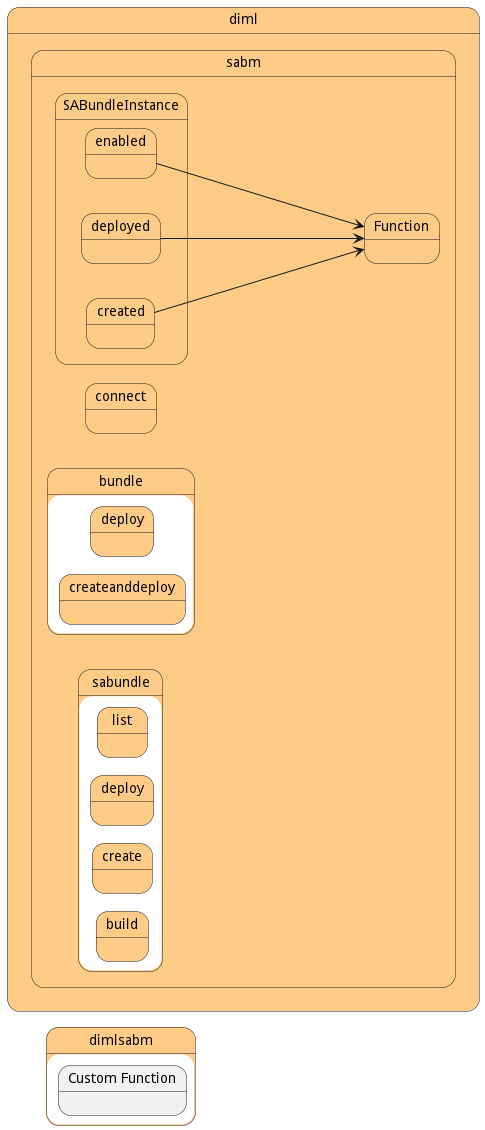 diml
sabm
SABundleInstance
enabled
deployed
Function
created
connect
bundle
deploy
createanddeploy
sabundle
list
deploy
create
build
dimlsabm
Custom Function